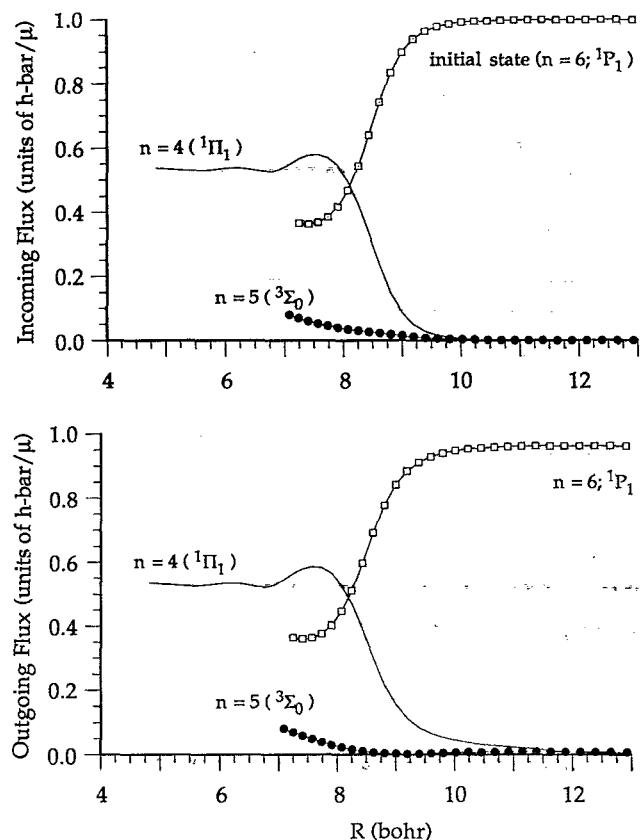 Incoming Flux (units of h-bar/μ)
1.0
0.8
0.6
0.4
0.2
0.0
initial state (n = 6; ¹P₁)
n = 4 (¹Π₁)
n = 5 (³Σ₀)
4
6
8
10
12
Outgoing Flux (units of h-bar/μ)
1.0
0.8
0.6
0.4
0.2
0.0
n = 6; ¹P₁
n = 4 (¹Π₁)
n = 5 (³Σ₀)
4
6
8
10
12
R (bohr)